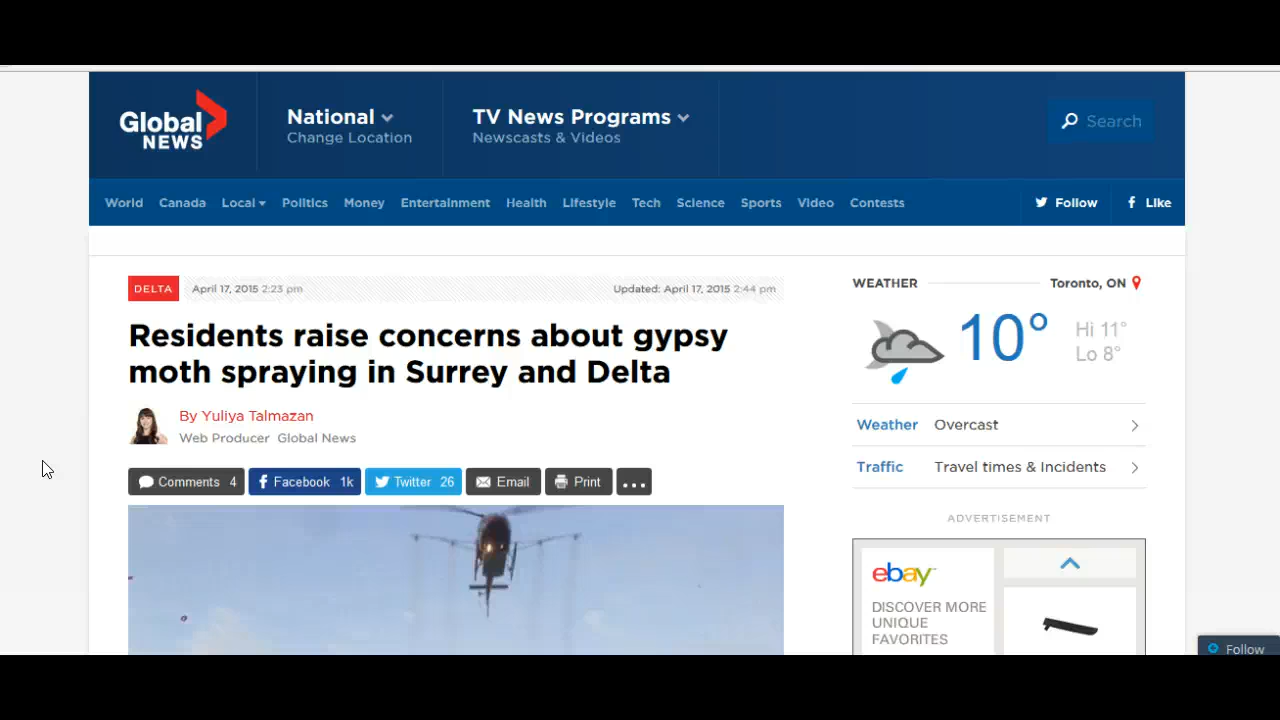 Global
NEWS
National
Change Location
TV News Programs
Newscasts & Videos
Search
World Canada Local Politics Money Entertainment Health Lifestyle Tech Science Sports Video Contests Follow Like
DELTA April 17, 2015 2:23 pm Updated: April 17, 2015 2:44 pm
Residents raise concerns about gypsy
moth spraying in Surrey and Delta
By Yuliya Talmazan
Web Producer Global News
Comments 4 Facebook 1k Twitter 26 Email Print ...
WEATHER Toronto, ON
10° Hi 11°
Lo 8°
Weather Overcast
Traffic Travel times & Incidents
ADVERTISEMENT
ebay™
DISCOVER MORE
UNIQUE
FAVORITES
Follow